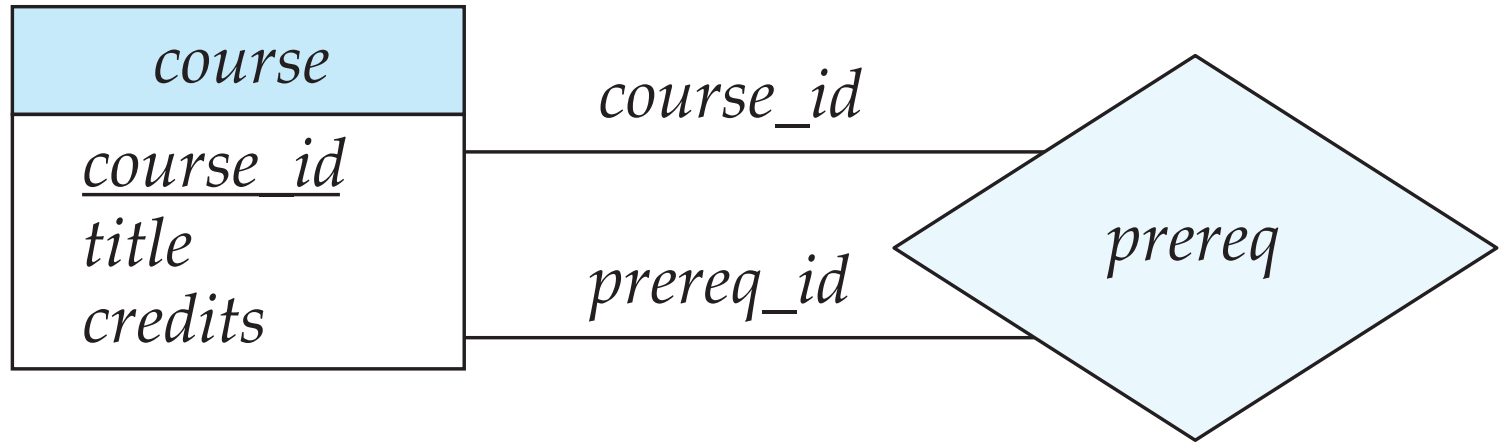 course
course_id
title
credits
course_id
prereq_id
prereq